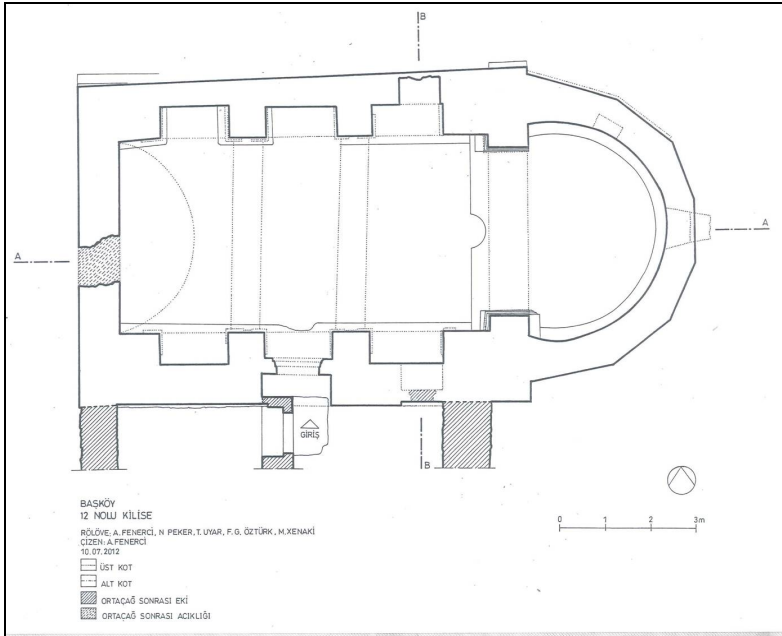 B
A
A
GİRİŞ
B
BAŞKÖY
12 NOLU KİLİSE
RÖLÖVE: A.FENERCİ, N PEKER, T. UYAR, F.G. ÖZTÜRK, M.XENAKİ
ÇİZEN: A.FENERCİ
10.07.2012
ÜST KOT
ALT KOT
ORTAÇAĞ SONRASI EKİ
ORTAÇAĞ SONRASI ACIKLIĞI
0 1 2 3m